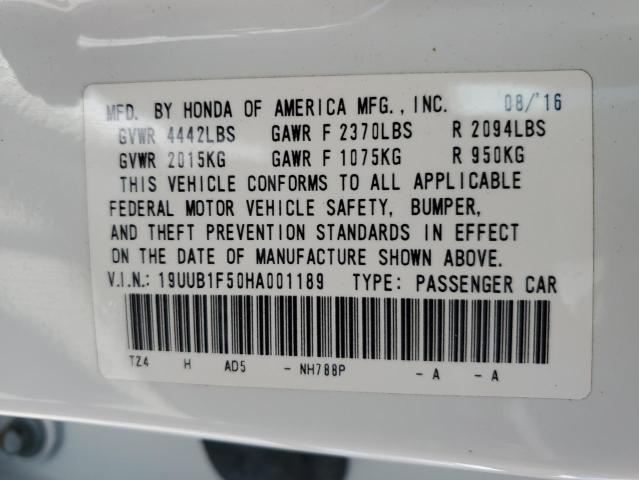 MFD. BY HONDA OF AMERICA MFG., INC. 08/'16
GVWR 4442LBS GAWR F 2370LBS R 2094LBS
GVWR 2015KG GAWR F 1075KG R 950KG
THIS VEHICLE CONFORMS TO ALL APPLICABLE
FEDERAL MOTOR VEHICLE SAFETY, BUMPER,
AND THEFT PREVENTION STANDARDS IN EFFECT
ON THE DATE OF MANUFACTURE SHOWN ABOVE.
V.I.N.: 19UUB1F50HA001189 TYPE: PASSENGER CAR
TZ4 H AD5 - NH788P - A - A